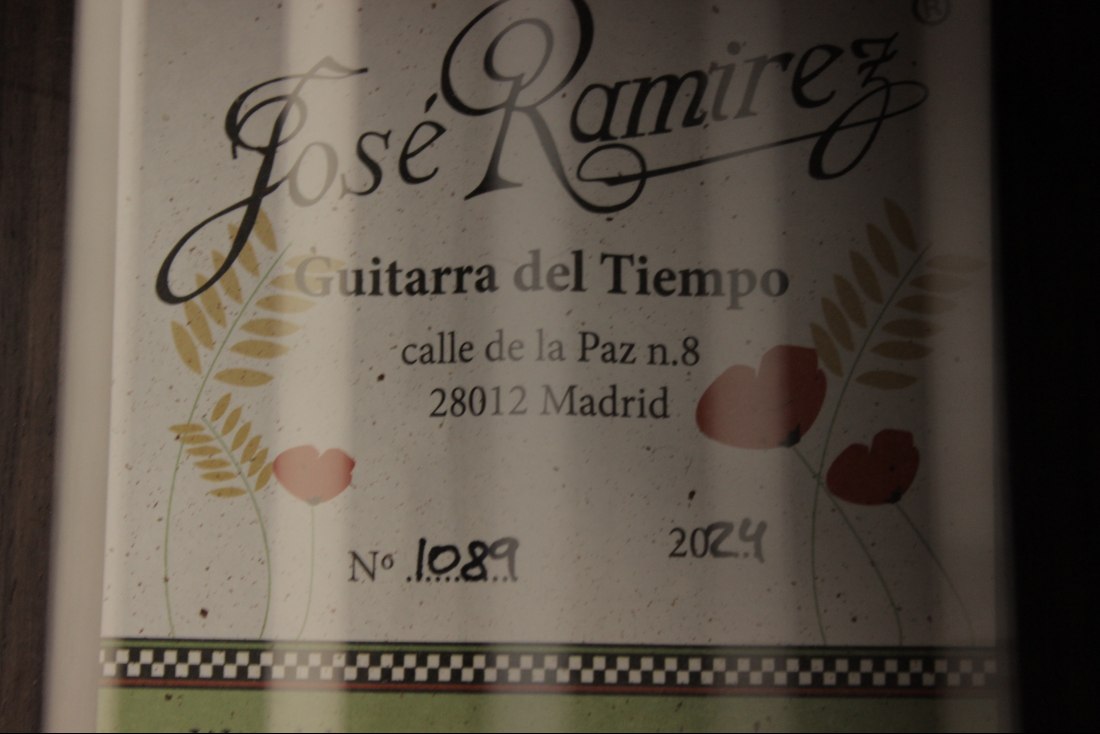 José Ramirez ®
Guitarra del Tiempo
calle de la Paz n.8
28012 Madrid
Nº 1089 2024